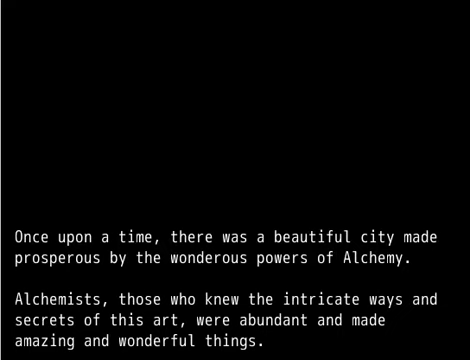 Once upon a time, there was a beautiful city made
prosperous by the wonderous powers of Alchemy.
Alchemists, those who knew the intricate ways and
secrets of this art, were abundant and made
amazing and wonderful things.